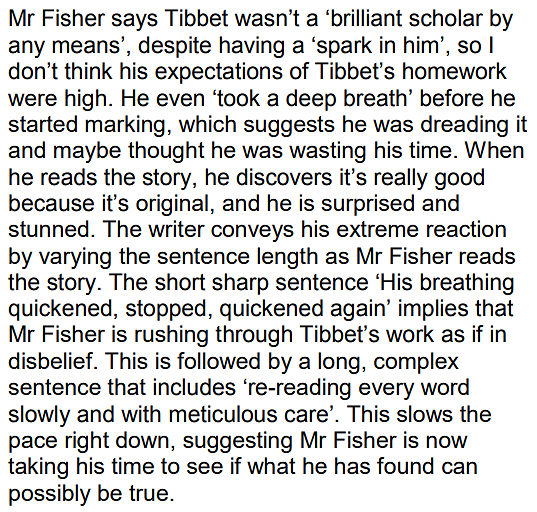 Mr Fisher says Tibbet wasn’t a ‘brilliant scholar by
any means’, despite having a ‘spark in him’, so I
don’t think his expectations of Tibbet’s homework
were high. He even ‘took a deep breath’ before he
started marking, which suggests he was dreading it
and maybe thought he was wasting his time. When
he reads the story, he discovers it’s really good
because it’s original, and he is surprised and
stunned. The writer conveys his extreme reaction
by varying the sentence length as Mr Fisher reads
the story. The short sharp sentence ‘His breathing
quickened, stopped, quickened again’ implies that
Mr Fisher is rushing through Tibbet’s work as if in
disbelief. This is followed by a long, complex
sentence that includes ‘re-reading every word
slowly and with meticulous care’. This slows the
pace right down, suggesting Mr Fisher is now
taking his time to see if what he has found can
possibly be true.